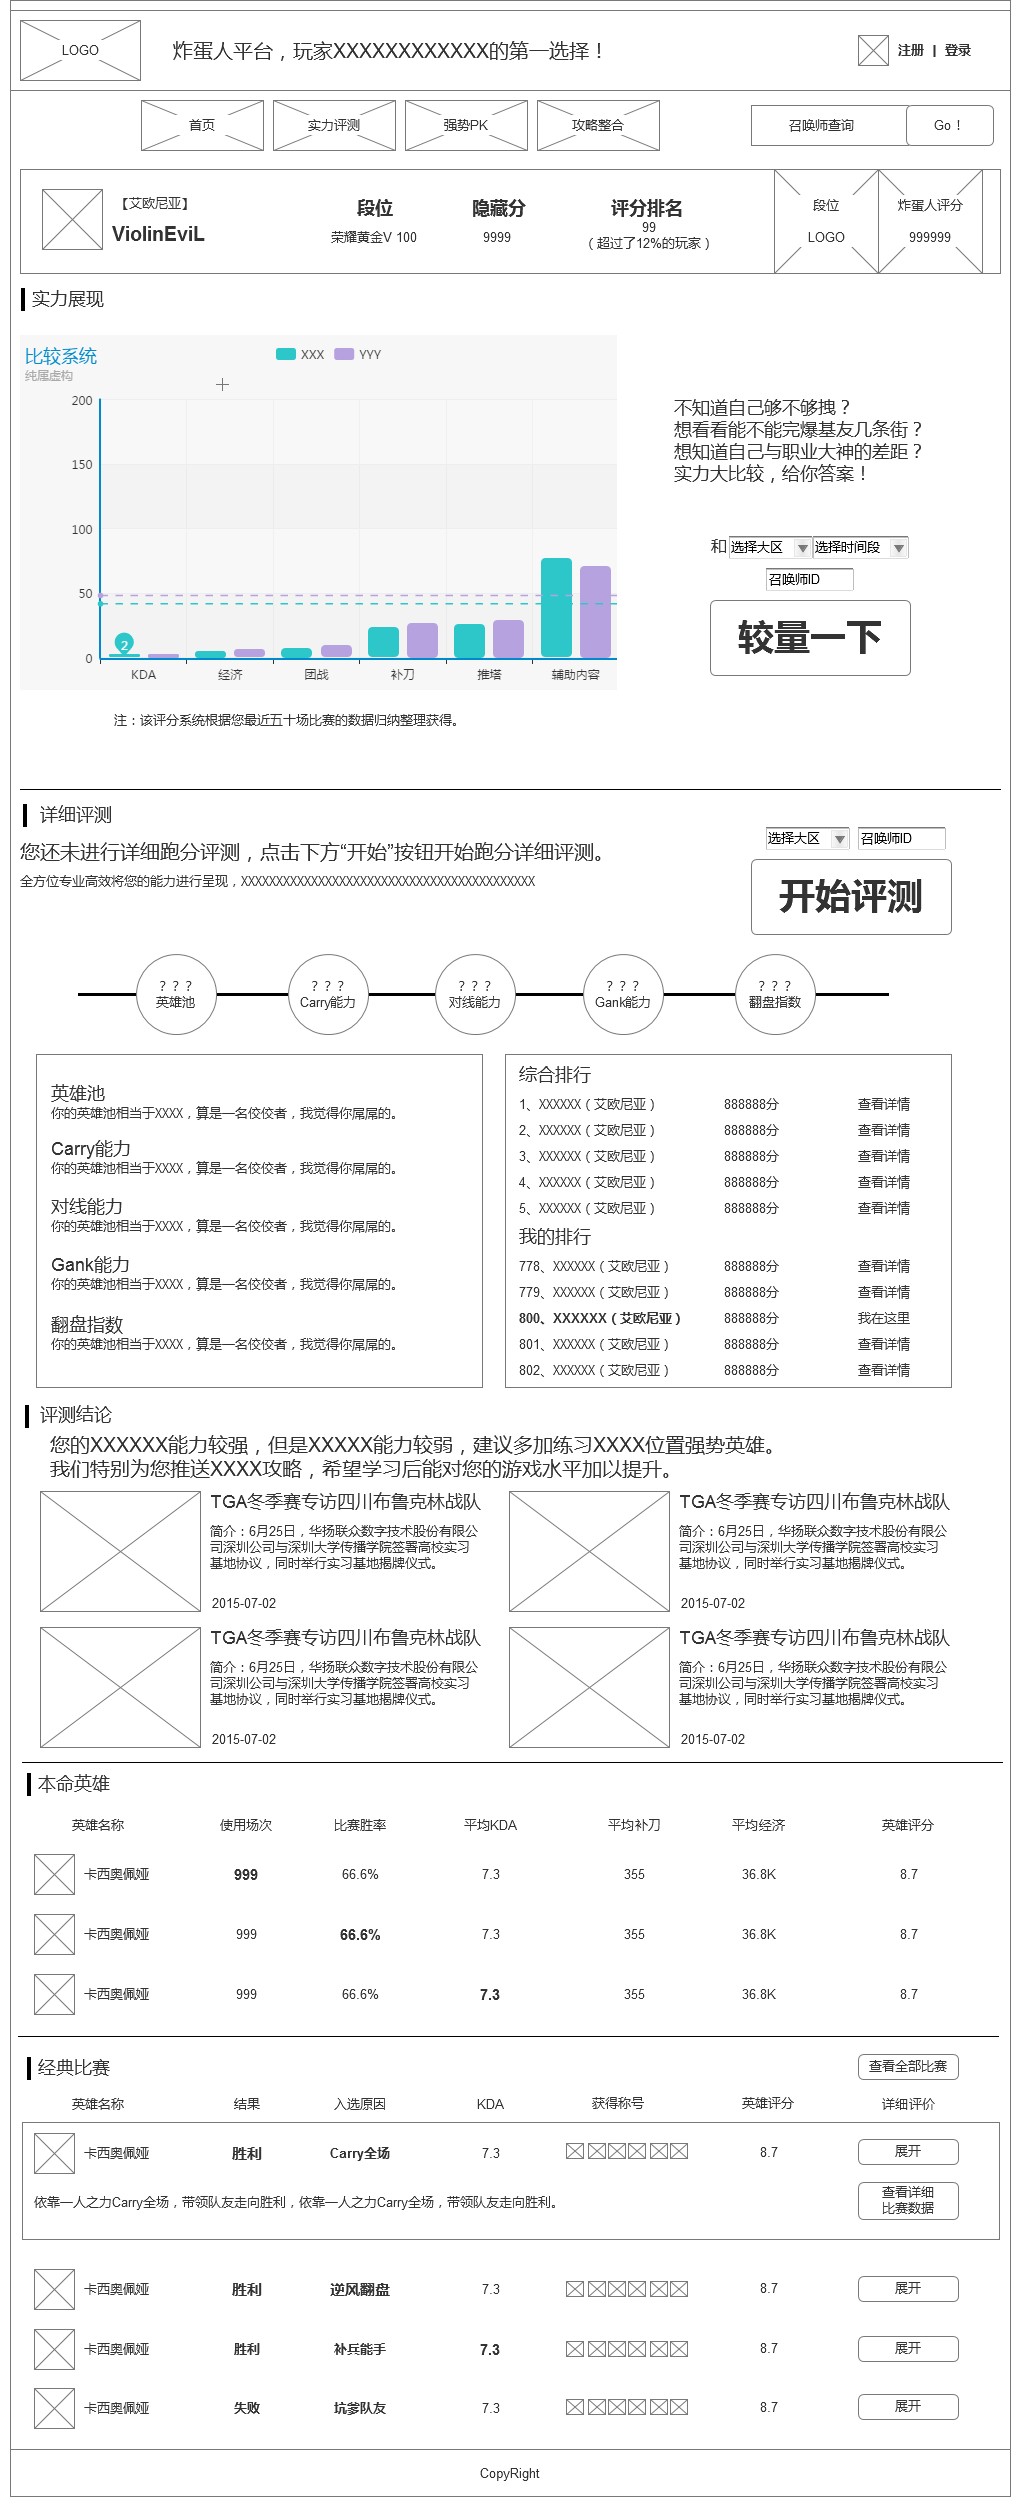 LOGO
炸蛋人平台，玩家XXXXXXXXXXXX的第一选择！
注册 | 登录
首页 实力评测 强势PK 攻略整合 召唤师查询 Go！
【艾欧尼亚】
ViolinEviL
段位 隐藏分 评分排名
荣耀黄金V 100 9999 99
（超过了12%的玩家）
段位 炸蛋人评分
LOGO 999999
实力展现
比较系统
纯属虚构
XXX YYY
200
150
100
50
0
2
KDA 经济 团战 补刀 推塔 辅助内容
不知道自己够不够拽？
想看看能不能完爆基友几条街？
想知道自己与职业大神的差距？
实力大比较，给你答案！
和 选择大区 选择时间段
召唤师ID
较量一下
注：该评分系统根据您最近五十场比赛的数据归纳整理获得。
详细评测
您还未进行详细跑分评测，点击下方“开始”按钮开始跑分详细评测。
全方位专业高效将您的能力进行呈现，XXXXXXXXXXXXXXXXXXXXXXXXXXXXXXXXXXXXXXXXXX
选择大区 召唤师ID
开始评测
？？？ ？？？ ？？？ ？？？ ？？？
英雄池 Carry能力 对线能力 Gank能力 翻盘指数
英雄池
你的英雄池相当于XXXX，算是一名佼佼者，我觉得你屌屌的。
Carry能力
你的英雄池相当于XXXX，算是一名佼佼者，我觉得你屌屌的。
对线能力
你的英雄池相当于XXXX，算是一名佼佼者，我觉得你屌屌的。
Gank能力
你的英雄池相当于XXXX，算是一名佼佼者，我觉得你屌屌的。
翻盘指数
你的英雄池相当于XXXX，算是一名佼佼者，我觉得你屌屌的。
综合排行
1、XXXXXX（艾欧尼亚） 888888分 查看详情
2、XXXXXX（艾欧尼亚） 888888分 查看详情
3、XXXXXX（艾欧尼亚） 888888分 查看详情
4、XXXXXX（艾欧尼亚） 888888分 查看详情
5、XXXXXX（艾欧尼亚） 888888分 查看详情
我的排行
778、XXXXXX（艾欧尼亚） 888888分 查看详情
779、XXXXXX（艾欧尼亚） 888888分 查看详情
800、XXXXXX（艾欧尼亚） 888888分 我在这里
801、XXXXXX（艾欧尼亚） 888888分 查看详情
802、XXXXXX（艾欧尼亚） 888888分 查看详情
评测结论
您的XXXXXX能力较强，但是XXXXX能力较弱，建议多加练习XXXX位置强势英雄。
我们特别为您推送XXXX攻略，希望学习后能对您的游戏水平加以提升。
TGA冬季赛专访四川布鲁克林战队
简介：6月25日，华扬联众数字技术股份有限公
司深圳公司与深圳大学传播学院签署高校实习
基地协议，同时举行实习基地揭牌仪式。
2015-07-02
TGA冬季赛专访四川布鲁克林战队
简介：6月25日，华扬联众数字技术股份有限公
司深圳公司与深圳大学传播学院签署高校实习
基地协议，同时举行实习基地揭牌仪式。
2015-07-02
TGA冬季赛专访四川布鲁克林战队
简介：6月25日，华扬联众数字技术股份有限公
司深圳公司与深圳大学传播学院签署高校实习
基地协议，同时举行实习基地揭牌仪式。
2015-07-02
TGA冬季赛专访四川布鲁克林战队
简介：6月25日，华扬联众数字技术股份有限公
司深圳公司与深圳大学传播学院签署高校实习
基地协议，同时举行实习基地揭牌仪式。
2015-07-02
本命英雄
英雄名称 使用场次 比赛胜率 平均KDA 平均补刀 平均经济 英雄评分
卡西奥佩娅 999 66.6% 7.3 355 36.8K 8.7
卡西奥佩娅 999 66.6% 7.3 355 36.8K 8.7
卡西奥佩娅 999 66.6% 7.3 355 36.8K 8.7
经典比赛 查看全部比赛
英雄名称 结果 入选原因 KDA 获得称号 英雄评分 详细评价
卡西奥佩娅 胜利 Carry全场 7.3 8.7 展开
依靠一人之力Carry全场，带领队友走向胜利，依靠一人之力Carry全场，带领队友走向胜利。
查看详细
比赛数据
卡西奥佩娅 胜利 逆风翻盘 7.3 8.7 展开
卡西奥佩娅 胜利 补兵能手 7.3 8.7 展开
卡西奥佩娅 失败 坑爹队友 7.3 8.7 展开
CopyRight